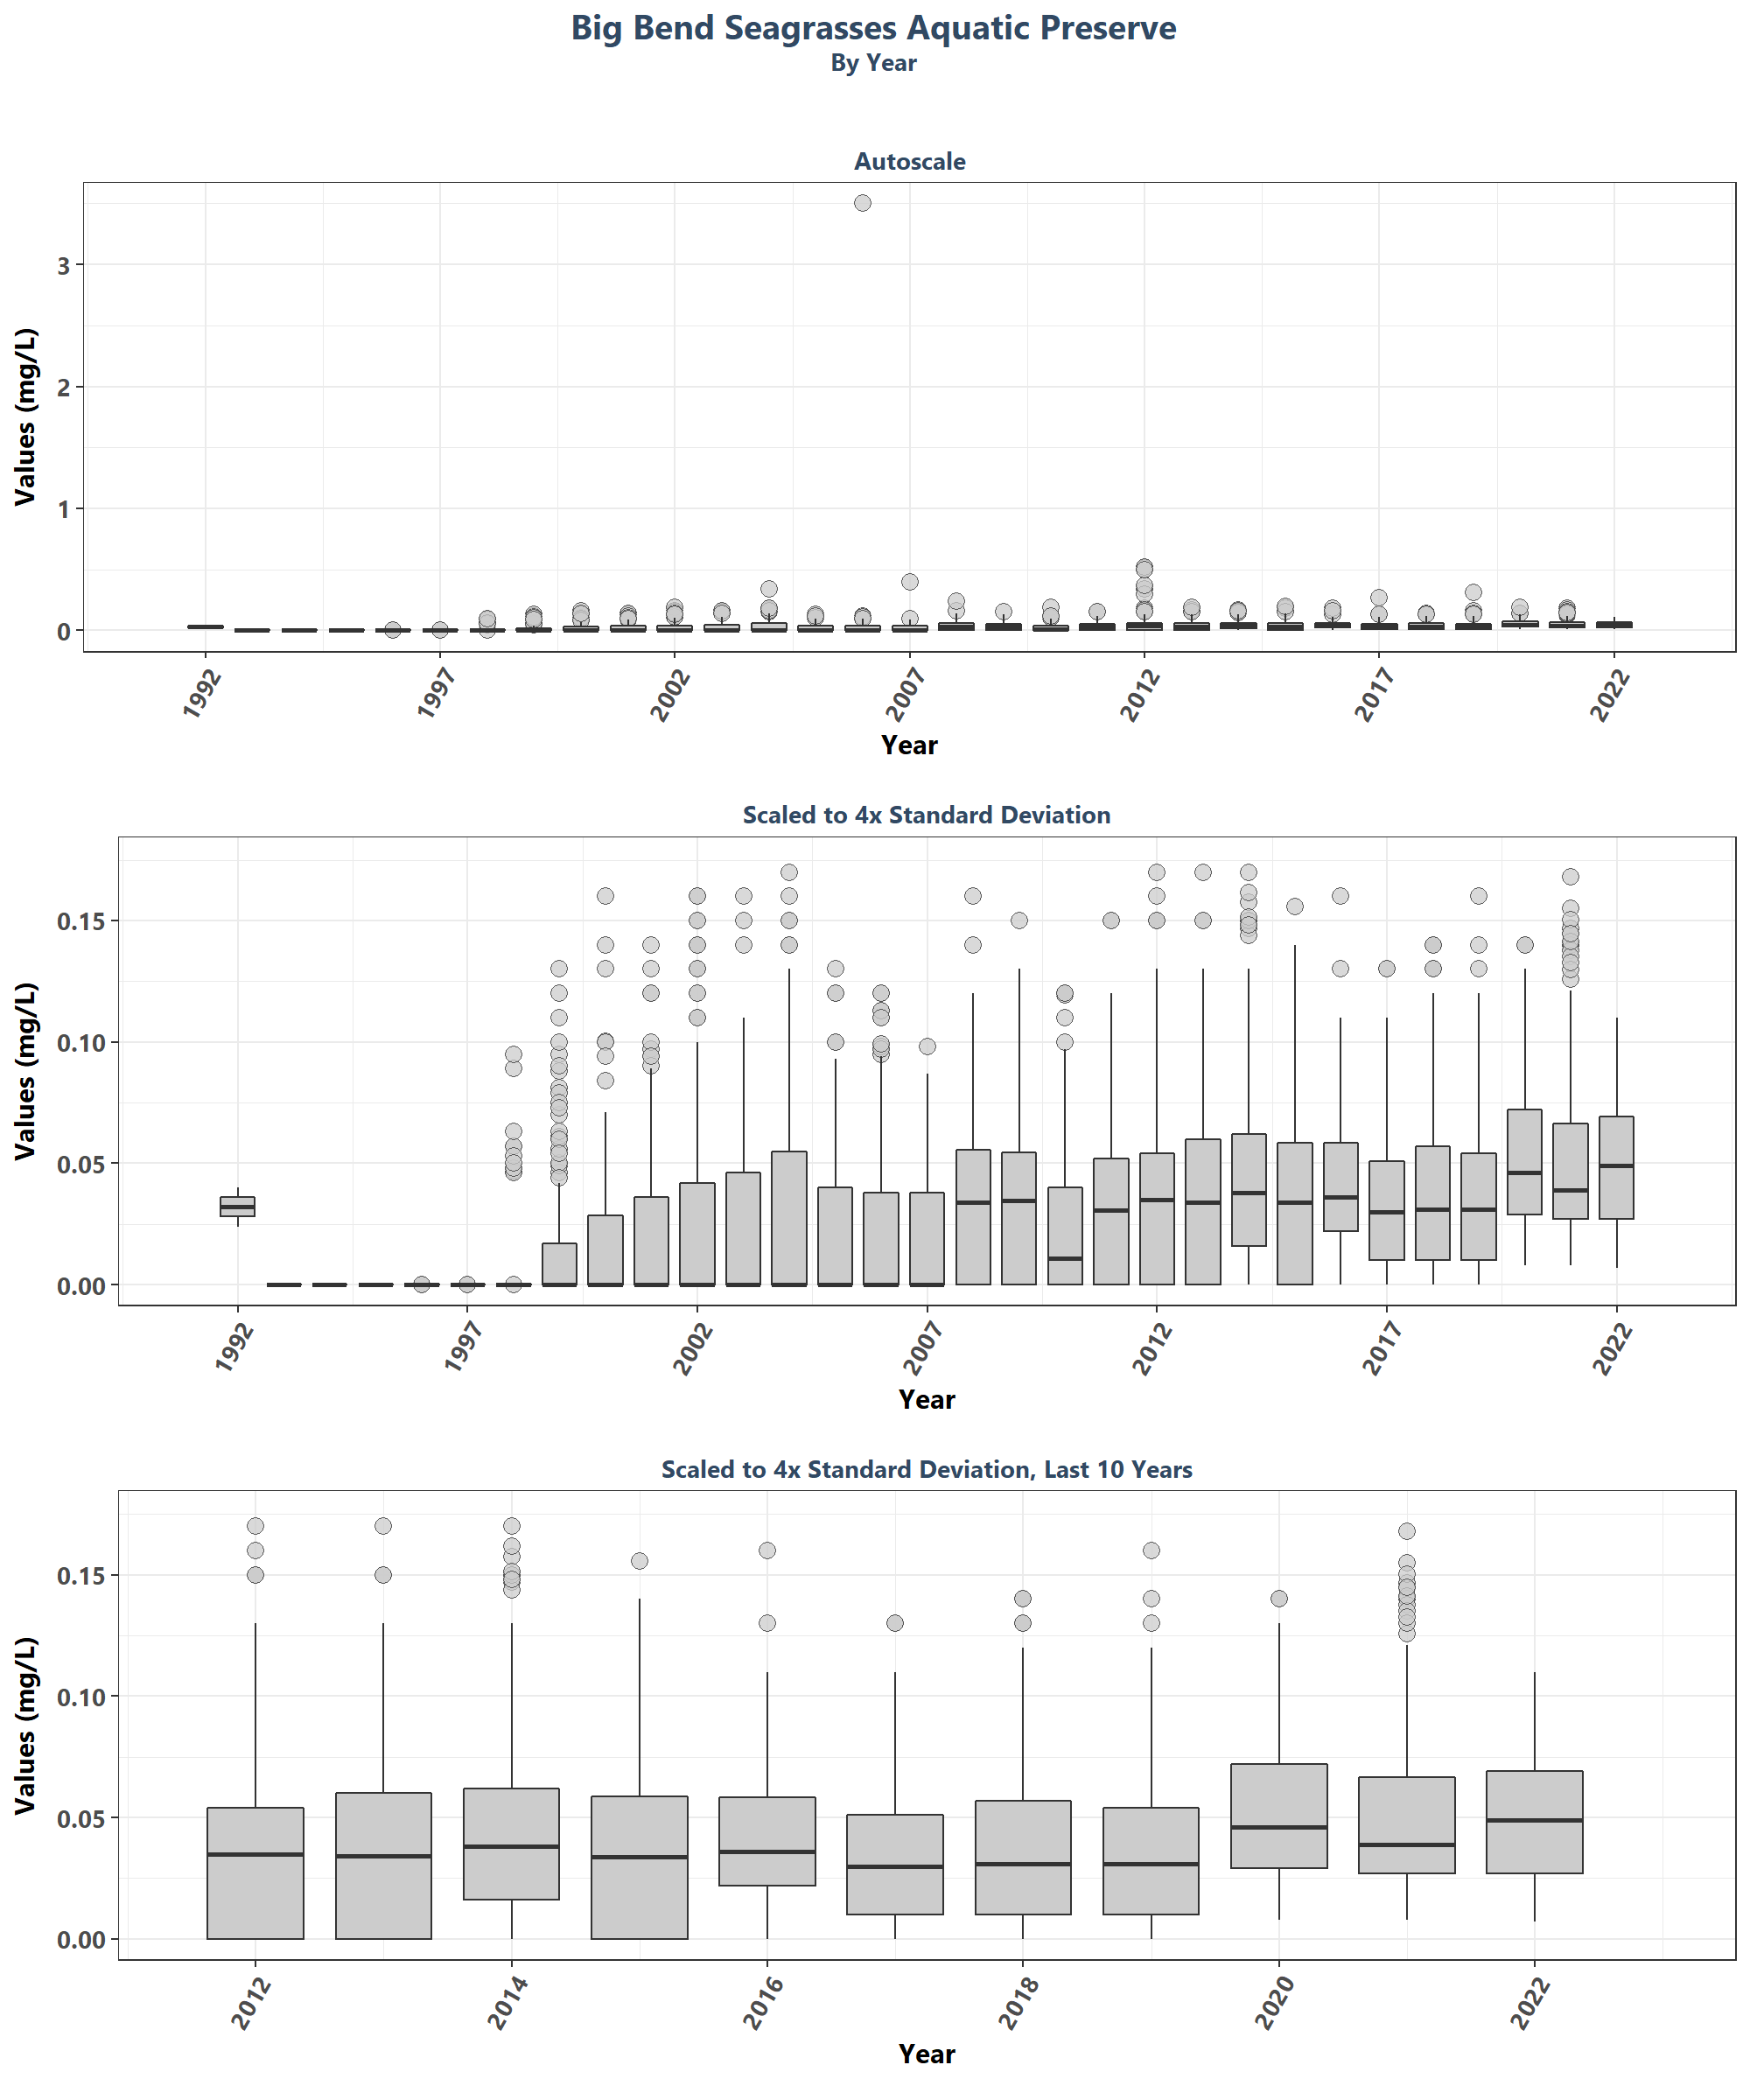 Big Bend Seagrasses Aquatic Preserve
By Year
Autoscale
Values (mg/L)
3
2
1
0
1992 1997 2002 2007 2012 2017 2022
Year
Scaled to 4x Standard Deviation
Values (mg/L)
0.15
0.10
0.05
0.00
1992 1997 2002 2007 2012 2017 2022
Year
Scaled to 4x Standard Deviation, Last 10 Years
Values (mg/L)
0.15
0.10
0.05
0.00
2012 2014 2016 2018 2020 2022
Year